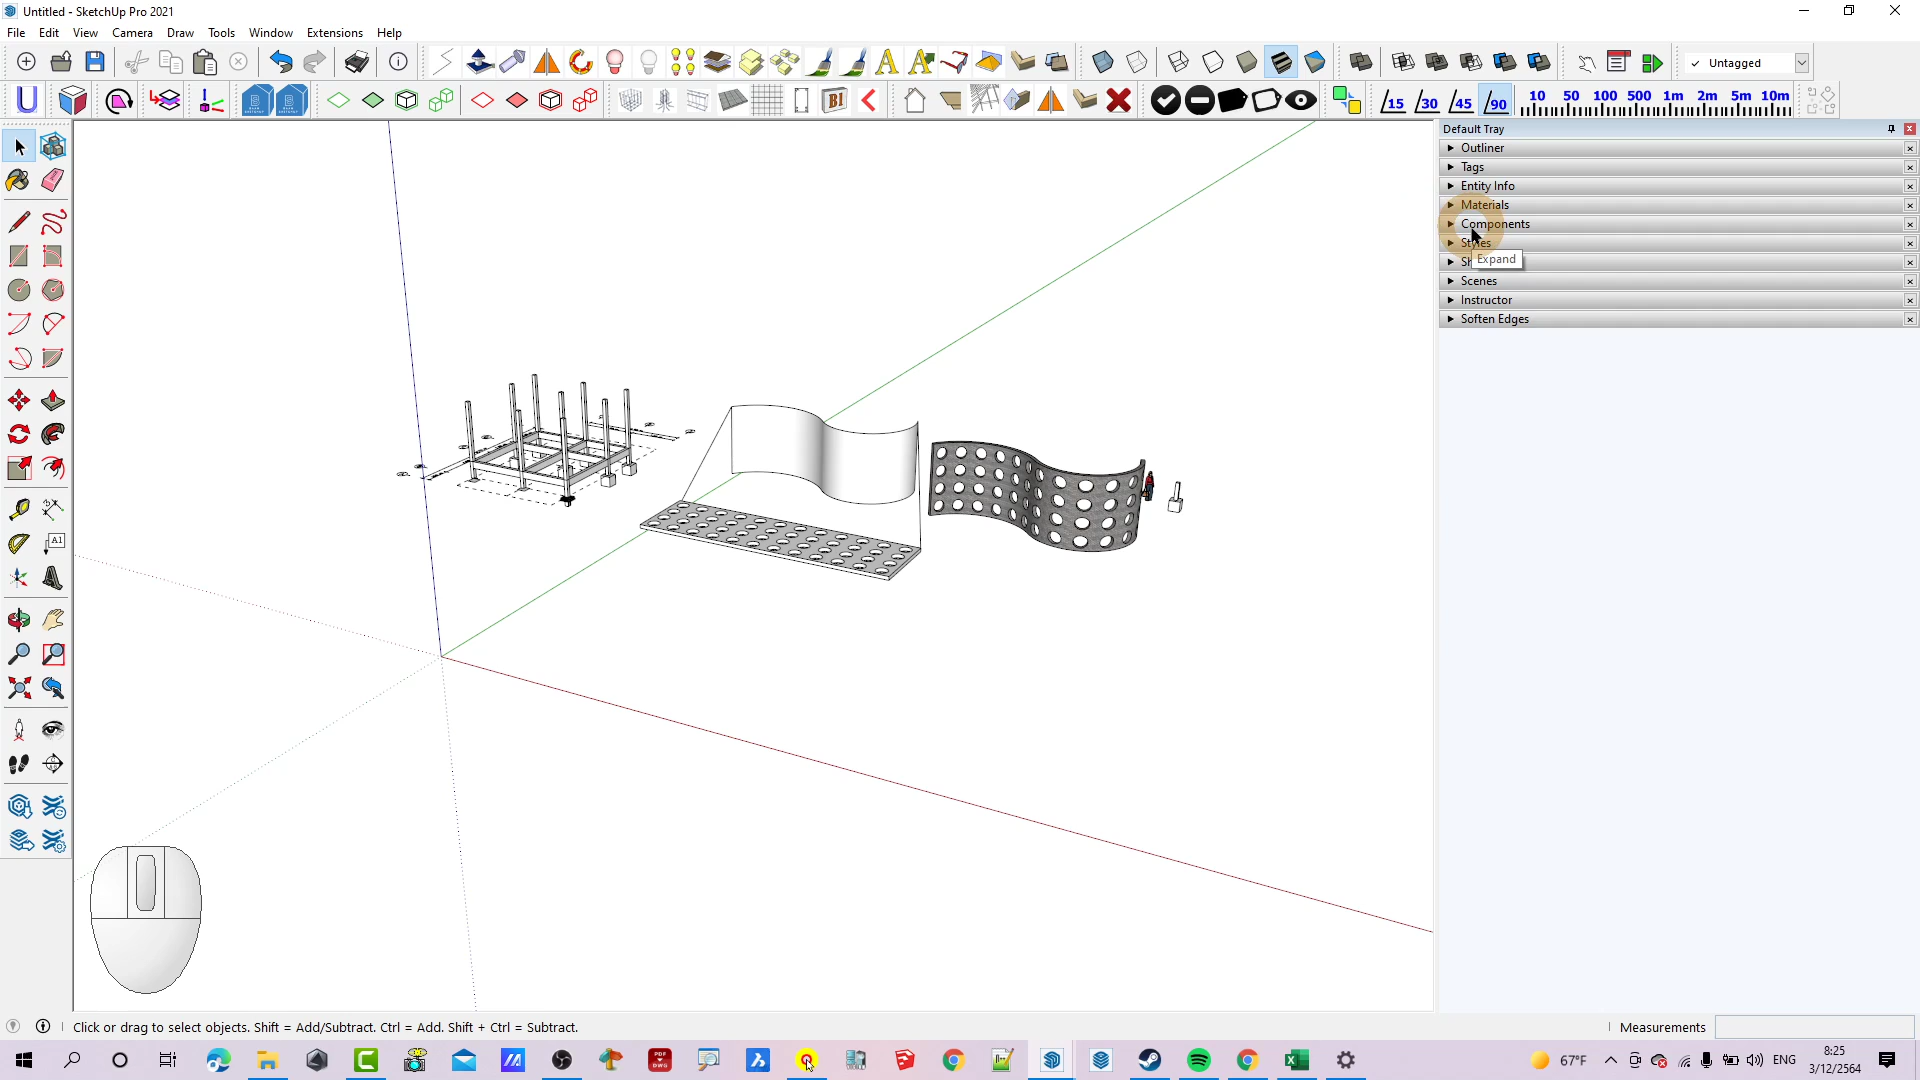 Untitled - SketchUp Pro 2021
File Edit View Camera Draw Tools Window Extensions Help
Untagged
15 30 45 90 10 50 100 500 1m 2m 5m 10m
Default Tray
Outliner
Tags
Entity Info
Materials
Components
Styles
Sh
Expand
Scenes
Instructor
Soften Edges
Click or drag to select objects. Shift = Add/Subtract. Ctrl = Add. Shift + Ctrl = Subtract.
Measurements
67°F
ENG
8:25
3/12/2564